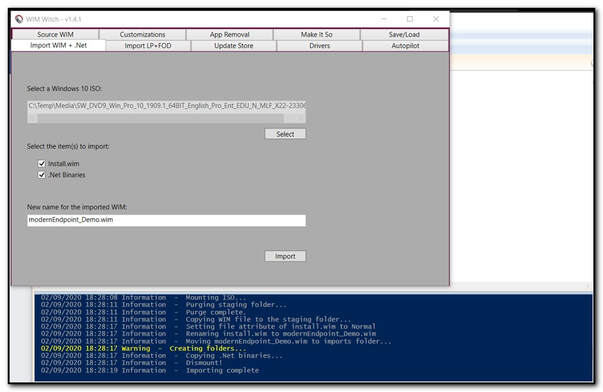 WIM Witch - v1.4.1
Source WIM Customizations App Removal Make It So Save/Load
Import WIM + .Net Import LP+FOD Update Store Drivers Autopilot
Select a Windows 10 ISO:
C:\Temp\Media\SW_DVD9_Win_Pro_10_1909.1_64BIT_English_Pro_Ent_EDU_N_MLF_X22-23306
Select
Select the item(s) to import:
Install.wim
.Net Binaries
New name for the imported WIM:
modernEndpoint_Demo.wim
Import
02/09/2020 18:28:08 Information - Mounting ISO...
02/09/2020 18:28:11 Information - Purging staging folder...
02/09/2020 18:28:11 Information - Purge complete.
02/09/2020 18:28:11 Information - Copying WIM file to the staging folder...
02/09/2020 18:28:17 Information - Setting file attribute of install.wim to Normal
02/09/2020 18:28:17 Information - Renaming install.wim to modernEndpoint_Demo.wim
02/09/2020 18:28:17 Information - Moving modernEndpoint_Demo.wim to imports folder...
02/09/2020 18:28:17 Warning - Creating folders...
02/09/2020 18:28:17 Information - Copying .Net binaries...
02/09/2020 18:28:17 Information - Dismount!
02/09/2020 18:28:19 Information - Importing complete